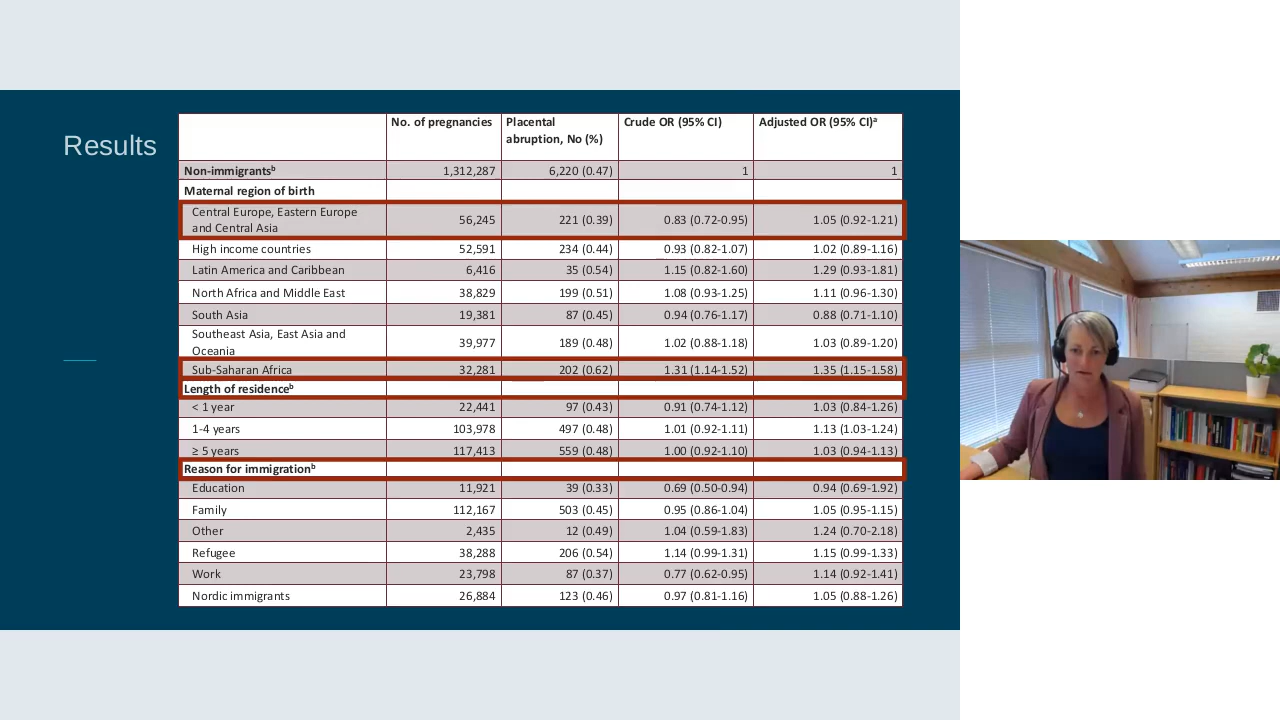 Results
No. of pregnancies Placental abruption, No (%) Crude OR (95% CI) Adjusted OR (95% CI)ᵃ
Non-immigrantsᵇ 1,312,287 6,220 (0.47) 1 1
Maternal region of birth
Central Europe, Eastern Europe and Central Asia 56,245 221 (0.39) 0.83 (0.72-0.95) 1.05 (0.92-1.21)
High income countries 52,591 234 (0.44) 0.93 (0.82-1.07) 1.02 (0.89-1.16)
Latin America and Caribbean 6,416 35 (0.54) 1.15 (0.82-1.60) 1.29 (0.93-1.81)
North Africa and Middle East 38,829 199 (0.51) 1.08 (0.93-1.25) 1.11 (0.96-1.30)
South Asia 19,381 87 (0.45) 0.94 (0.76-1.17) 0.88 (0.71-1.10)
Southeast Asia, East Asia and Oceania 39,977 189 (0.48) 1.02 (0.88-1.18) 1.03 (0.89-1.20)
Sub-Saharan Africa 32,281 202 (0.62) 1.31 (1.14-1.52) 1.35 (1.15-1.58)
Length of residenceᵇ
< 1 year 22,441 97 (0.43) 0.91 (0.74-1.12) 1.03 (0.84-1.26)
1-4 years 103,978 497 (0.48) 1.01 (0.92-1.11) 1.13 (1.03-1.24)
≥ 5 years 117,413 559 (0.48) 1.00 (0.92-1.10) 1.03 (0.94-1.13)
Reason for immigrationᵇ
Education 11,921 39 (0.33) 0.69 (0.50-0.94) 0.94 (0.69-1.92)
Family 112,167 503 (0.45) 0.95 (0.86-1.04) 1.05 (0.95-1.15)
Other 2,435 12 (0.49) 1.04 (0.59-1.83) 1.24 (0.70-2.18)
Refugee 38,288 206 (0.54) 1.14 (0.99-1.31) 1.15 (0.99-1.33)
Work 23,798 87 (0.37) 0.77 (0.62-0.95) 1.14 (0.92-1.41)
Nordic immigrants 26,884 123 (0.46) 0.97 (0.81-1.16) 1.05 (0.88-1.26)